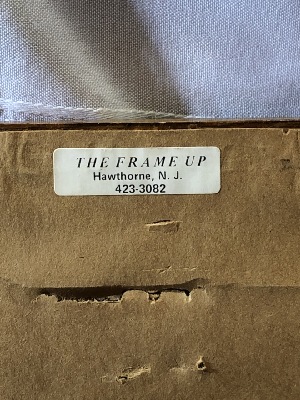 THE FRAME UP
Hawthorne, N. J.
423-3082